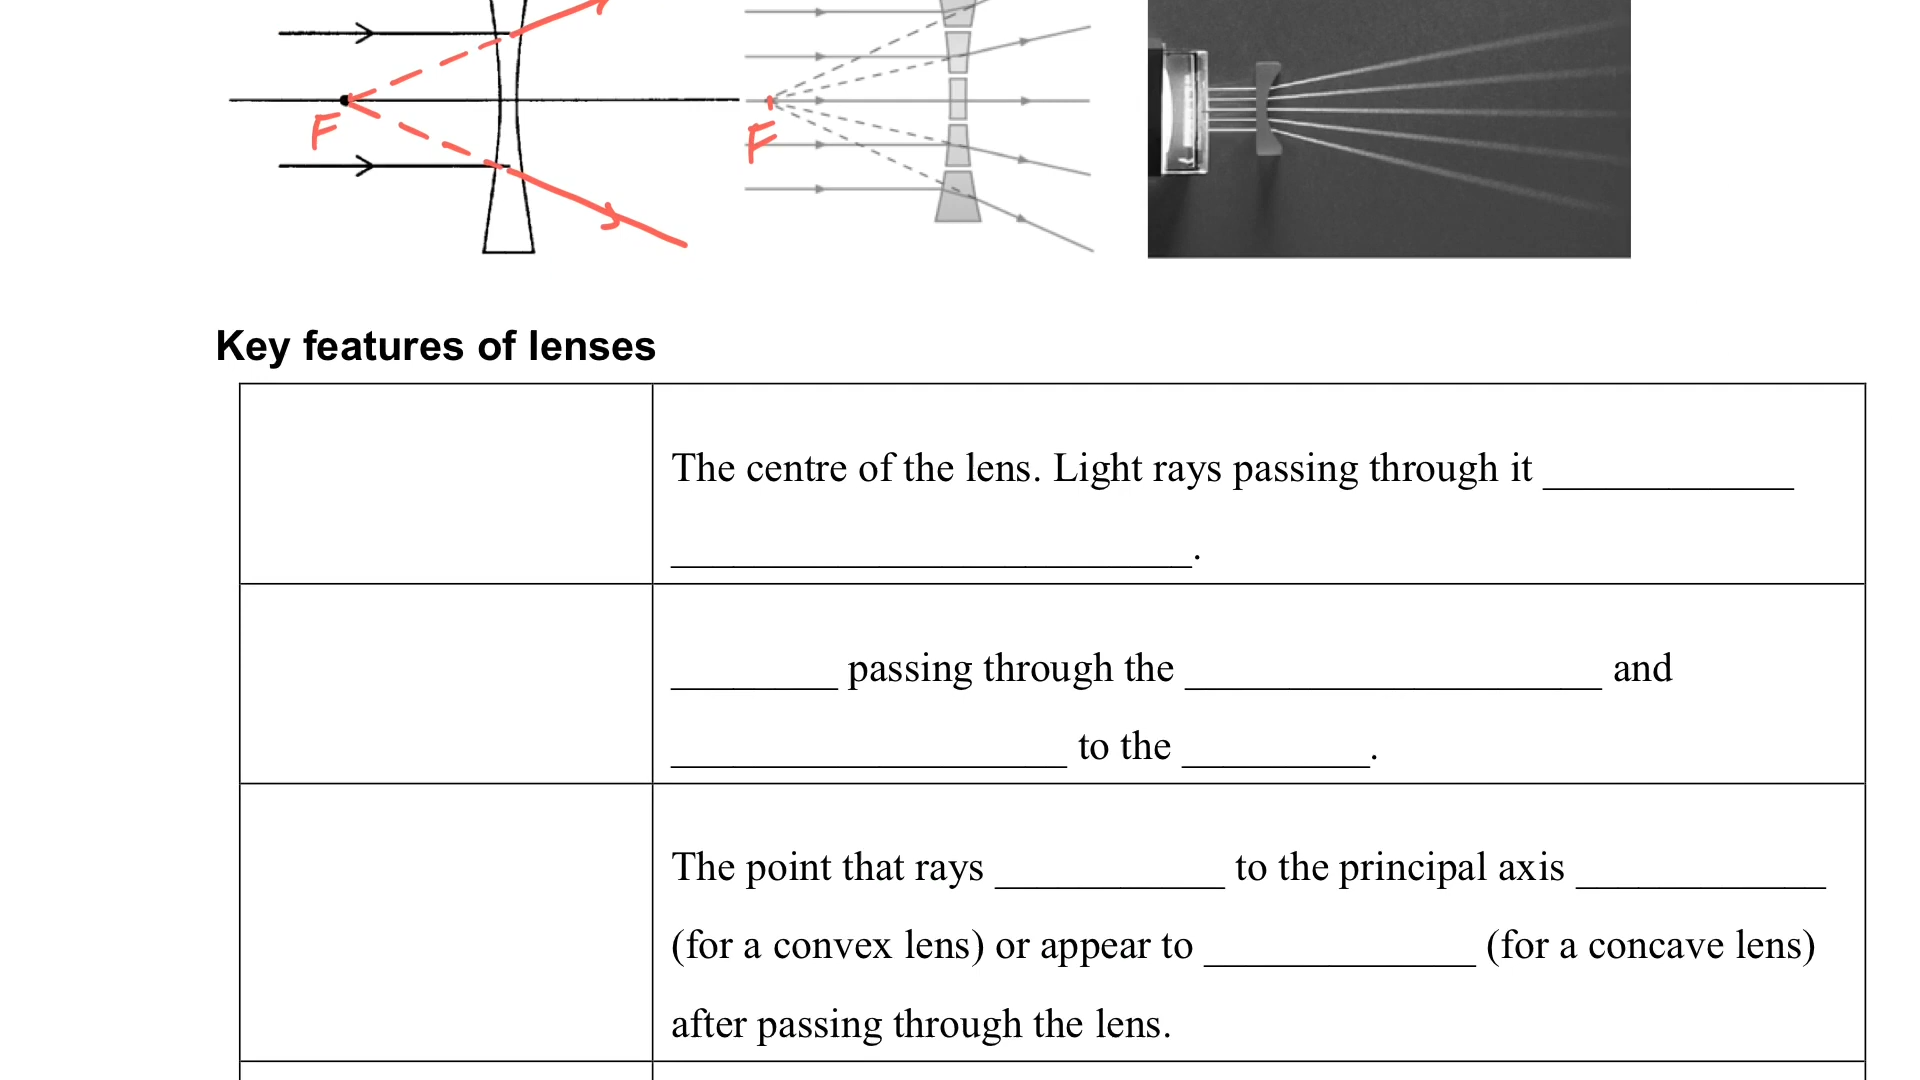 F
F
Key features of lenses
The centre of the lens. Light rays passing through it ____________
_________________________.
________ passing through the ____________________ and
___________________ to the _________.
The point that rays ___________ to the principal axis ____________
(for a convex lens) or appear to _____________ (for a concave lens)
after passing through the lens.